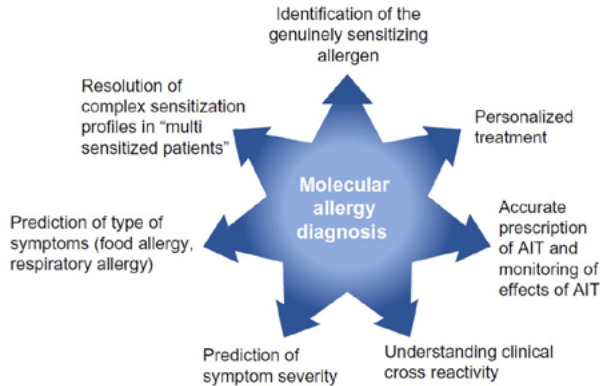 Identification of the
genuinely sensitizing
allergen
Resolution of
complex sensitization
profiles in “multi
sensitized patients”
Personalized
treatment
Molecular
allergy
diagnosis
Prediction of type of
symptoms (food allergy,
respiratory allergy)
Accurate
prescription
of AIT and
monitoring of
effects of AIT
Prediction of
symptom severity
Understanding clinical
cross reactivity